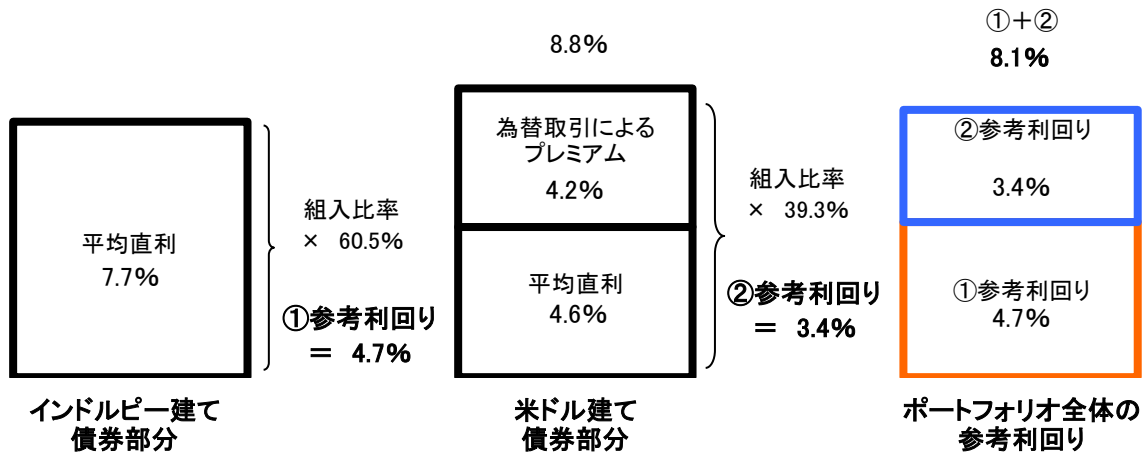 平均直利
7.7%
組入比率
× 60.5%
①参考利回り
= 4.7%
インドルピー建て
債券部分
8.8%
為替取引による
プレミアム
4.2%
平均直利
4.6%
組入比率
× 39.3%
②参考利回り
= 3.4%
米ドル建て
債券部分
①+②
8.1%
②参考利回り
3.4%
①参考利回り
4.7%
ポートフォリオ全体の
参考利回り